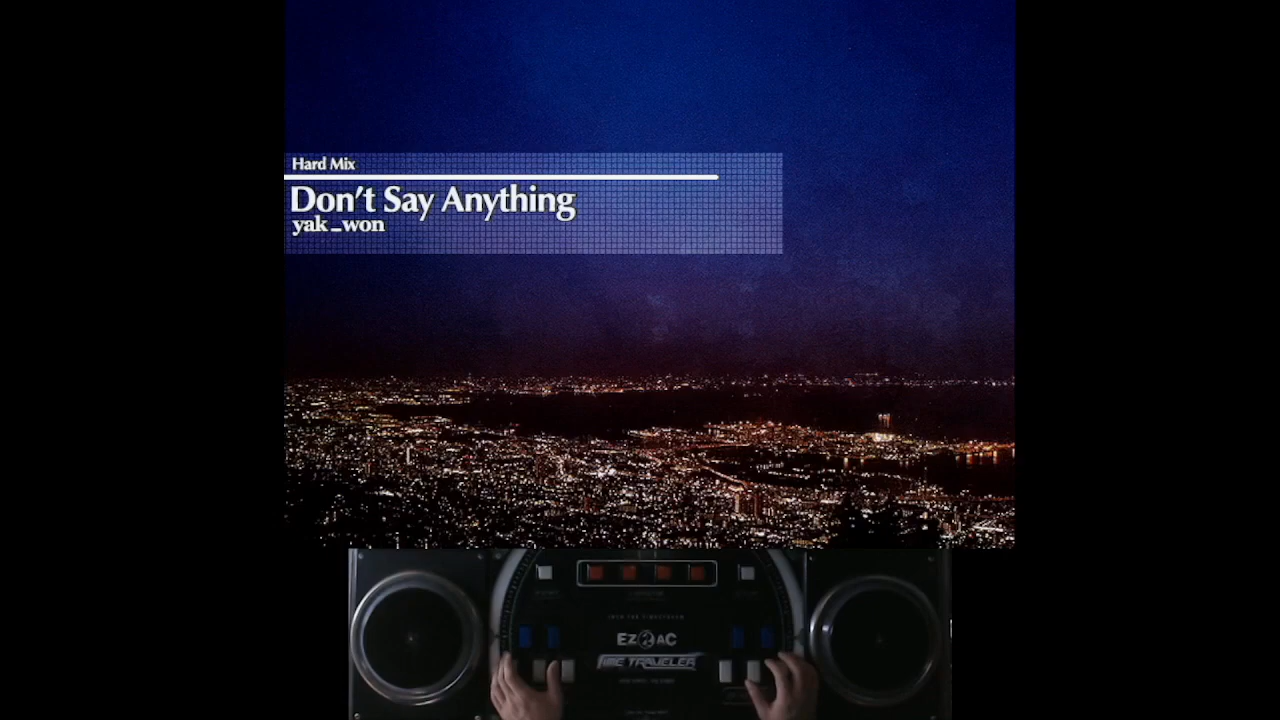 Hard Mix
Don't Say Anything
yak_won
EZ2AC
TIME TRAVELER